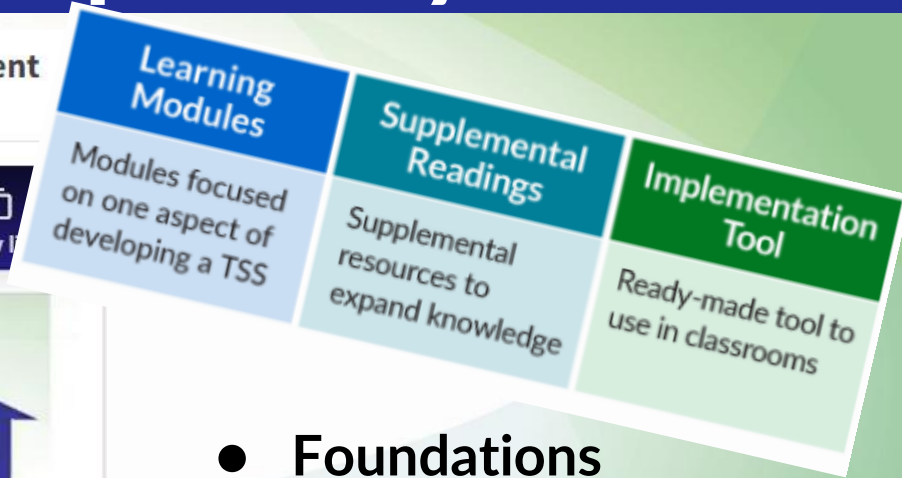 ent
Learning
Modules
Modules focused
on one aspect of
developing a TSS
Supplemental
Readings
Supplemental
resources to
expand knowledge
Implementation
Tool
Ready-made tool to
use in classrooms
● Foundations